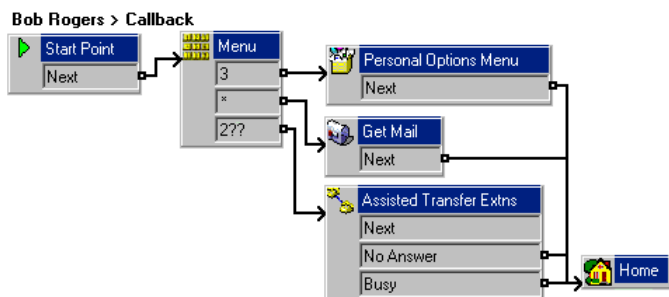 Bob Rogers > Callback
Start Point
Next
Menu
3
*
2??
Personal Options Menu
Next
Get Mail
Next
Assisted Transfer Extns
Next
No Answer
Busy
Home